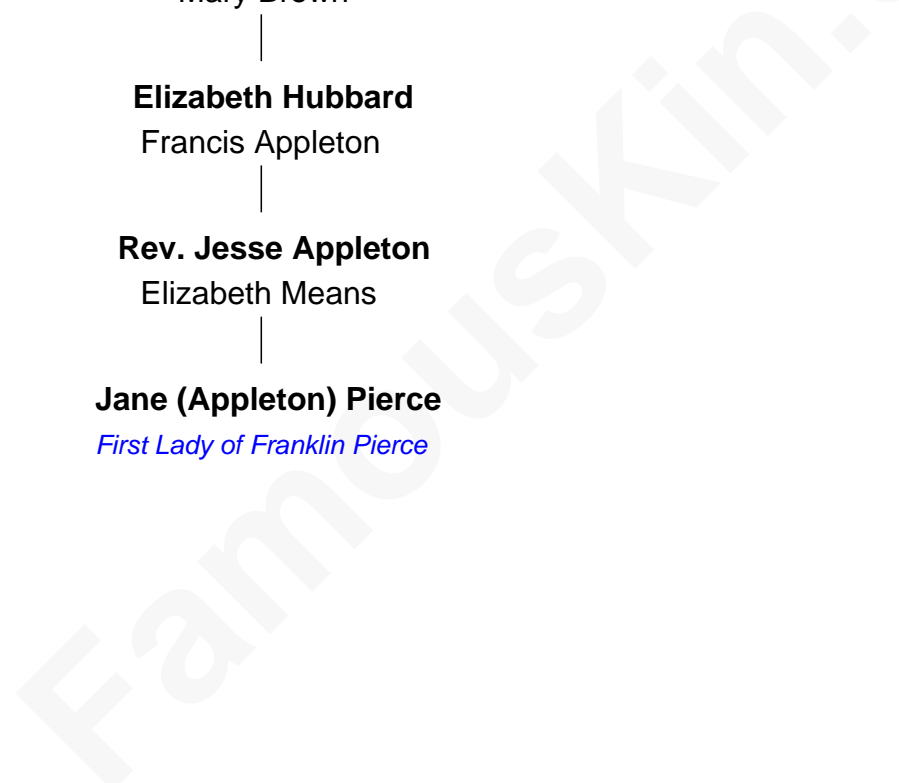 Mary Brown
Elizabeth Hubbard
Francis Appleton
Rev. Jesse Appleton
Elizabeth Means
Jane (Appleton) Pierce
First Lady of Franklin Pierce
FamousKin.